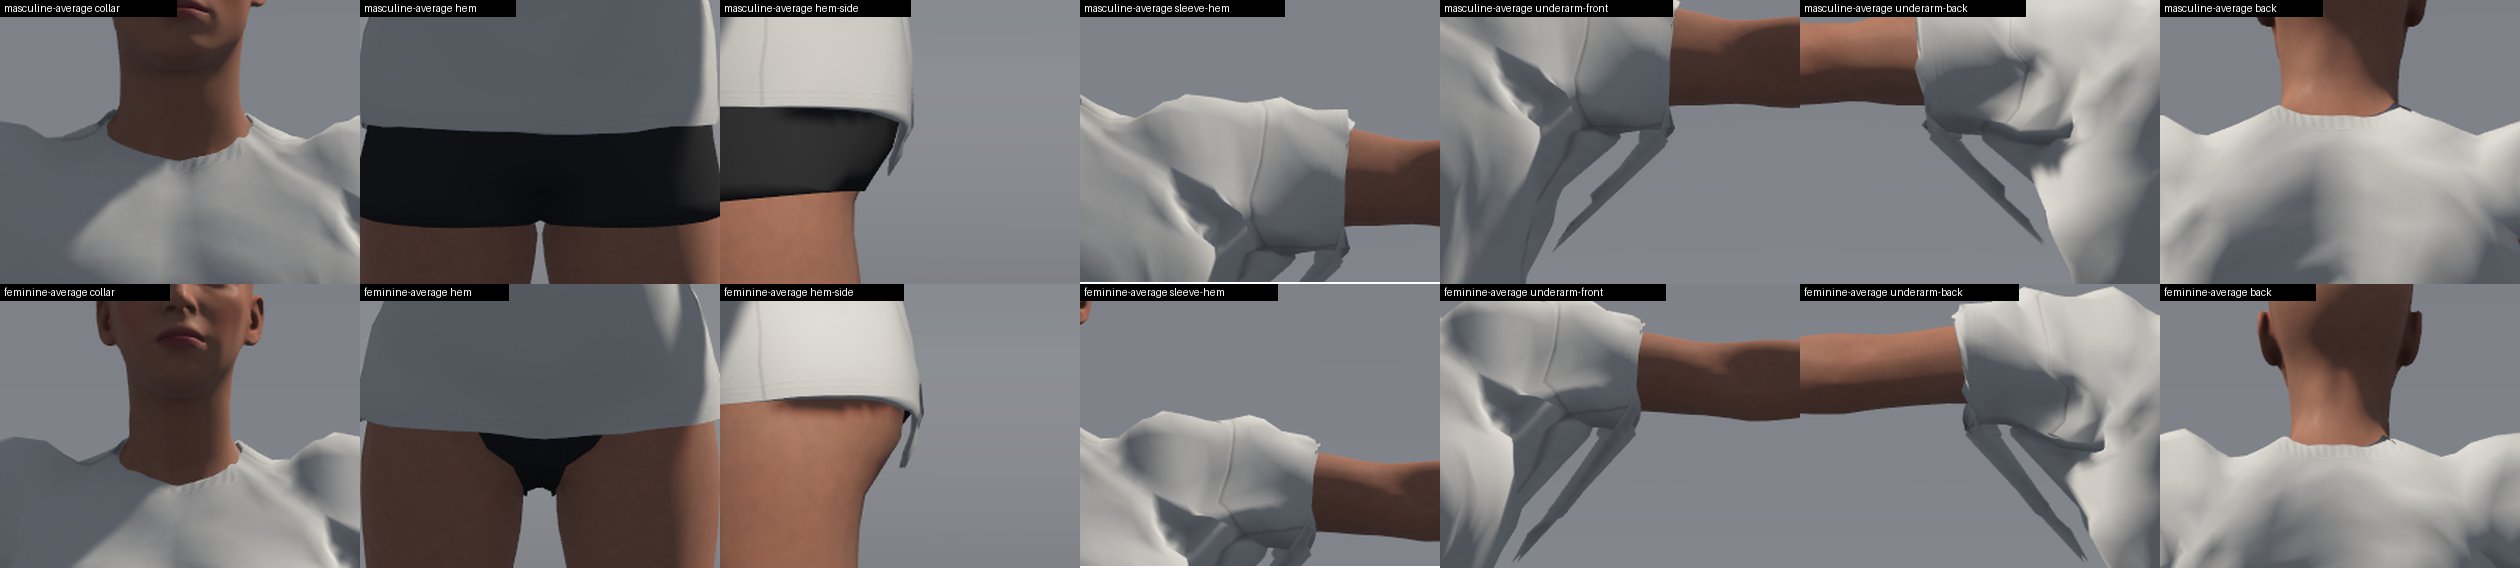 masculine-average collar
masculine-average hem
masculine-average hem-side
masculine-average sleeve-hem
masculine-average underarm-front
masculine-average underarm-back
masculine-average back
feminine-average collar
feminine-average hem
feminine-average hem-side
feminine-average sleeve-hem
feminine-average underarm-front
feminine-average underarm-back
feminine-average back